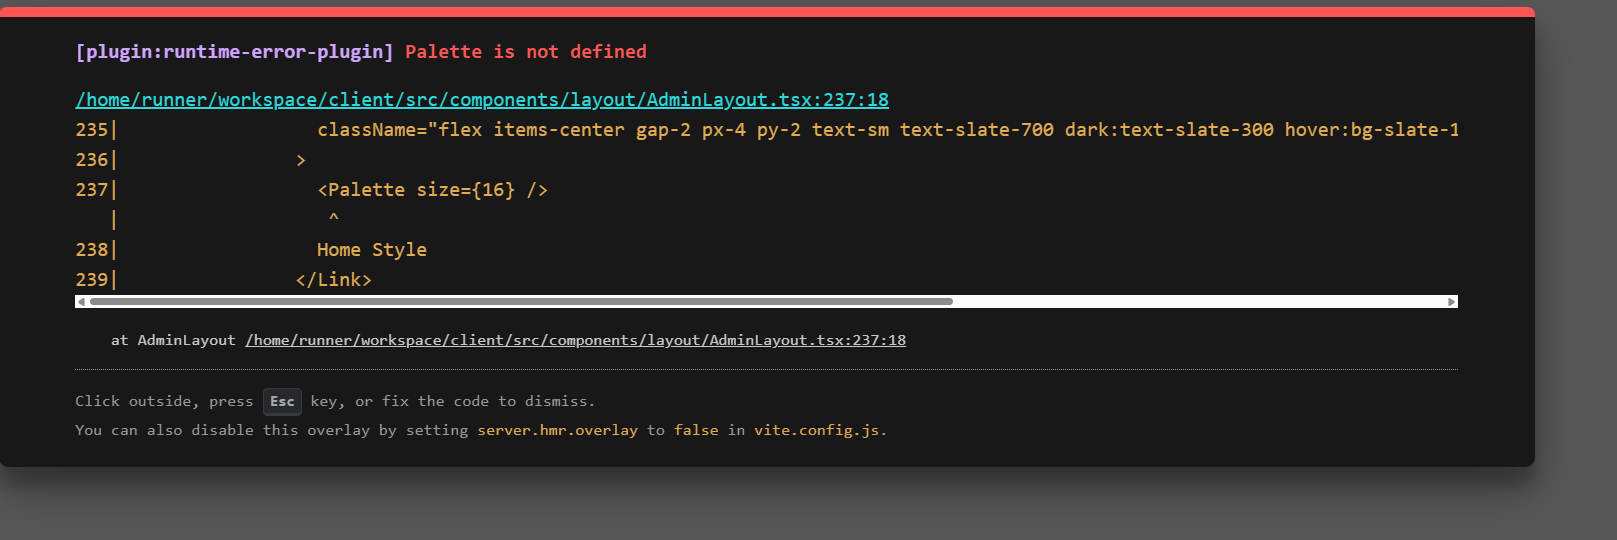 [plugin:runtime-error-plugin] Palette is not defined
/home/runner/workspace/client/src/components/layout/AdminLayout.tsx:237:18
235|                  className="flex items-center gap-2 px-4 py-2 text-sm text-slate-700 dark:text-slate-300 hover:bg-slate-1
236|                >
237|                  <Palette size={16} />
   |                   ^
238|                  Home Style
239|                </Link>
at AdminLayout /home/runner/workspace/client/src/components/layout/AdminLayout.tsx:237:18
Click outside, press Esc key, or fix the code to dismiss.
You can also disable this overlay by setting server.hmr.overlay to false in vite.config.js.